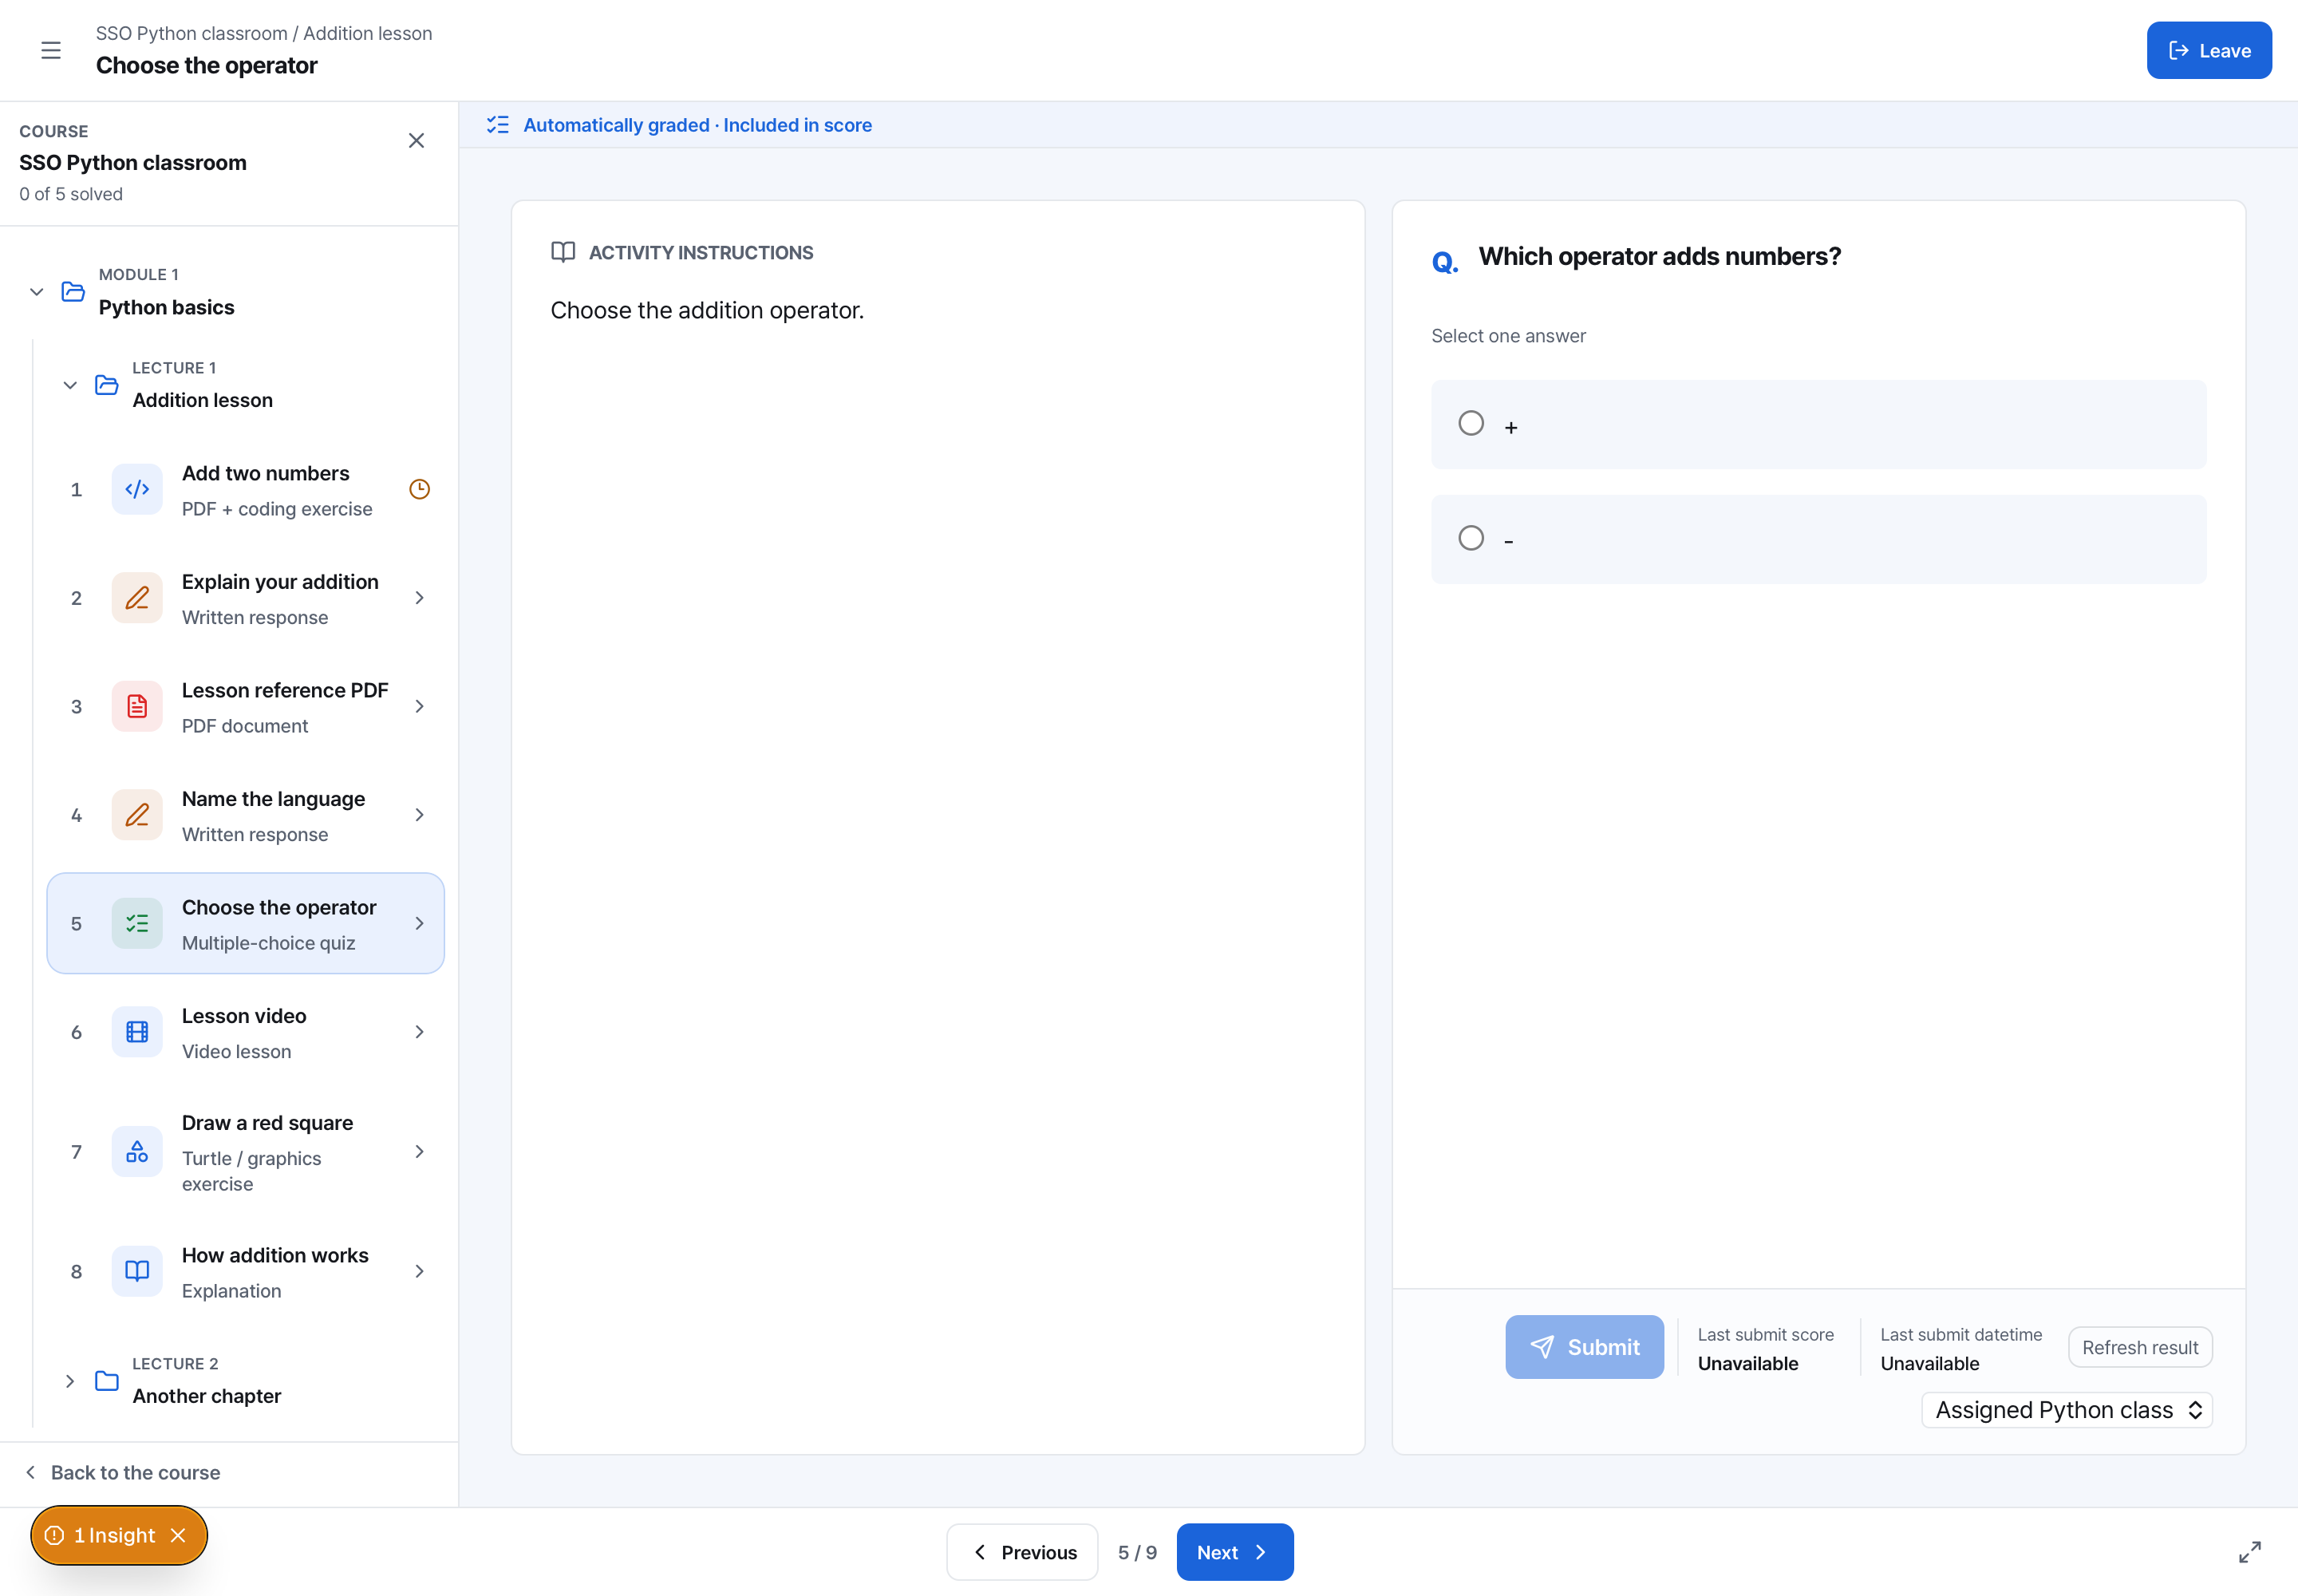 SSO Python classroom / Addition lesson
Choose the operator
Leave
COURSE
SSO Python classroom
0 of 5 solved
MODULE 1
Python basics
LECTURE 1
Addition lesson
1
Add two numbers
PDF + coding exercise
2
Explain your addition
Written response
3
Lesson reference PDF
PDF document
4
Name the language
Written response
5
Choose the operator
Multiple-choice quiz
6
Lesson video
Video lesson
7
Draw a red square
Turtle / graphics
exercise
8
How addition works
Explanation
LECTURE 2
Another chapter
Back to the course
1 Insight
Automatically graded · Included in score
ACTIVITY INSTRUCTIONS
Choose the addition operator.
Q. Which operator adds numbers?
Select one answer
+
-
Submit
Last submit score
Unavailable
Last submit datetime
Unavailable
Refresh result
Assigned Python class
Previous
5 / 9
Next